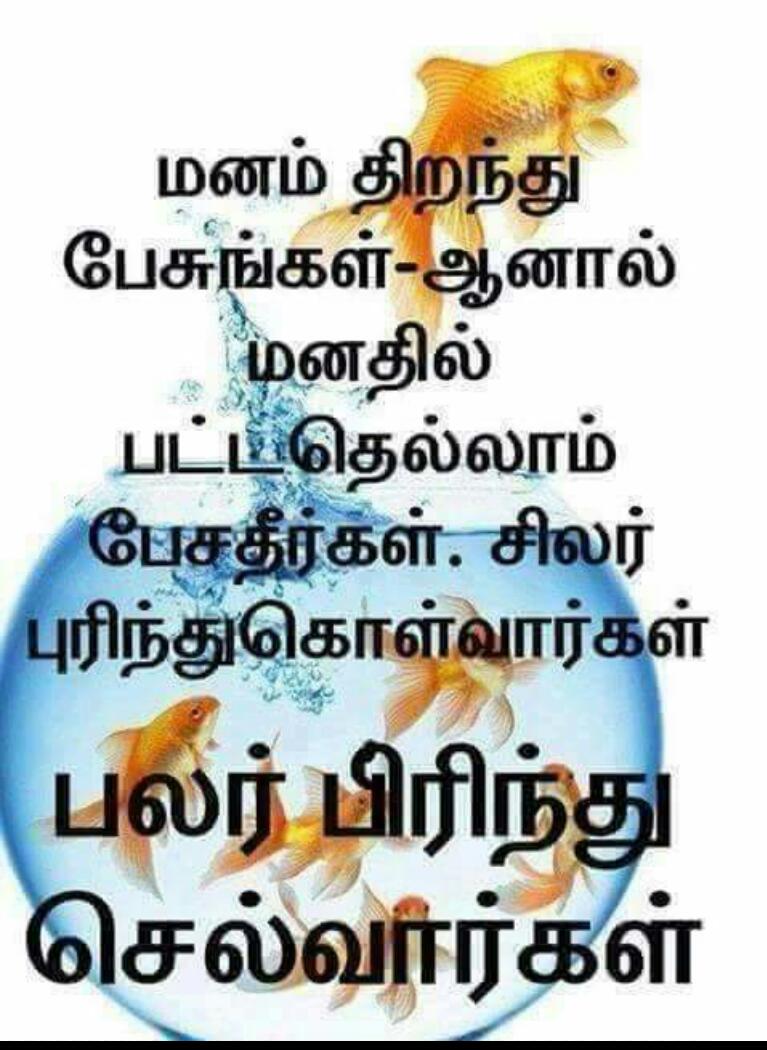 மனம் திறந்து
பேசுங்கள்-ஆனால்
மனதில்
பட்டதெல்லாம்
பேசதீர்கள். சிலர்
புரிந்துகொள்வார்கள்
பலர் பிரிந்து
செல்வார்கள்